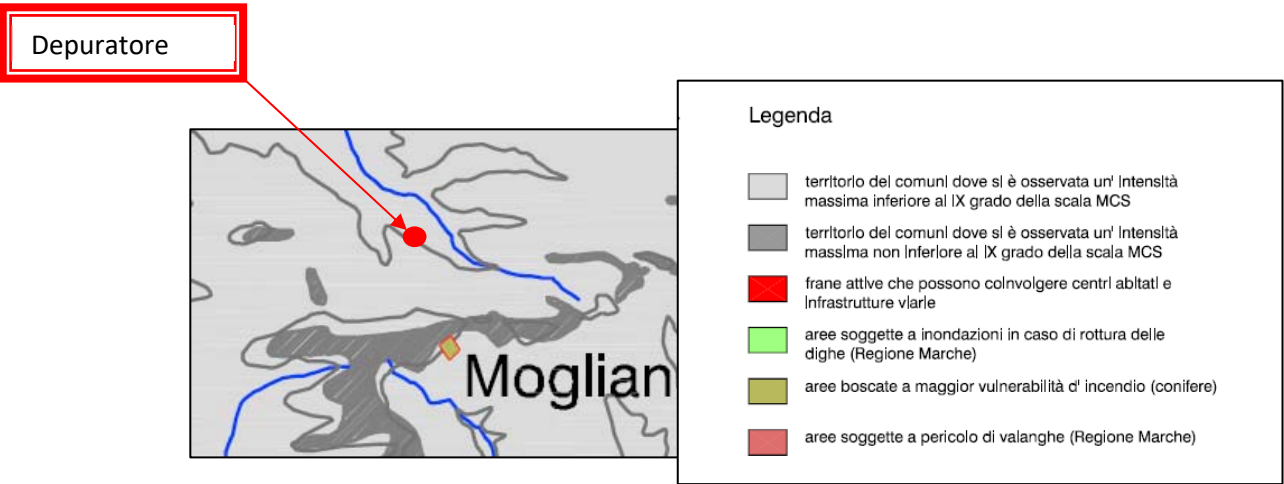 Depuratore
Moglian
Legenda
territorio dei comuni dove si è osservata un' intensità
massima inferiore al IX grado della scala MCS
territorio dei comuni dove si è osservata un' intensità
massima non inferiore al IX grado della scala MCS
frane attive che possono coinvolgere centri abitati e
infrastrutture viarie
aree soggette a inondazioni in caso di rottura delle
dighe (Regione Marche)
aree boscate a maggior vulnerabilità d' incendio (conifere)
aree soggette a pericolo di valanghe (Regione Marche)